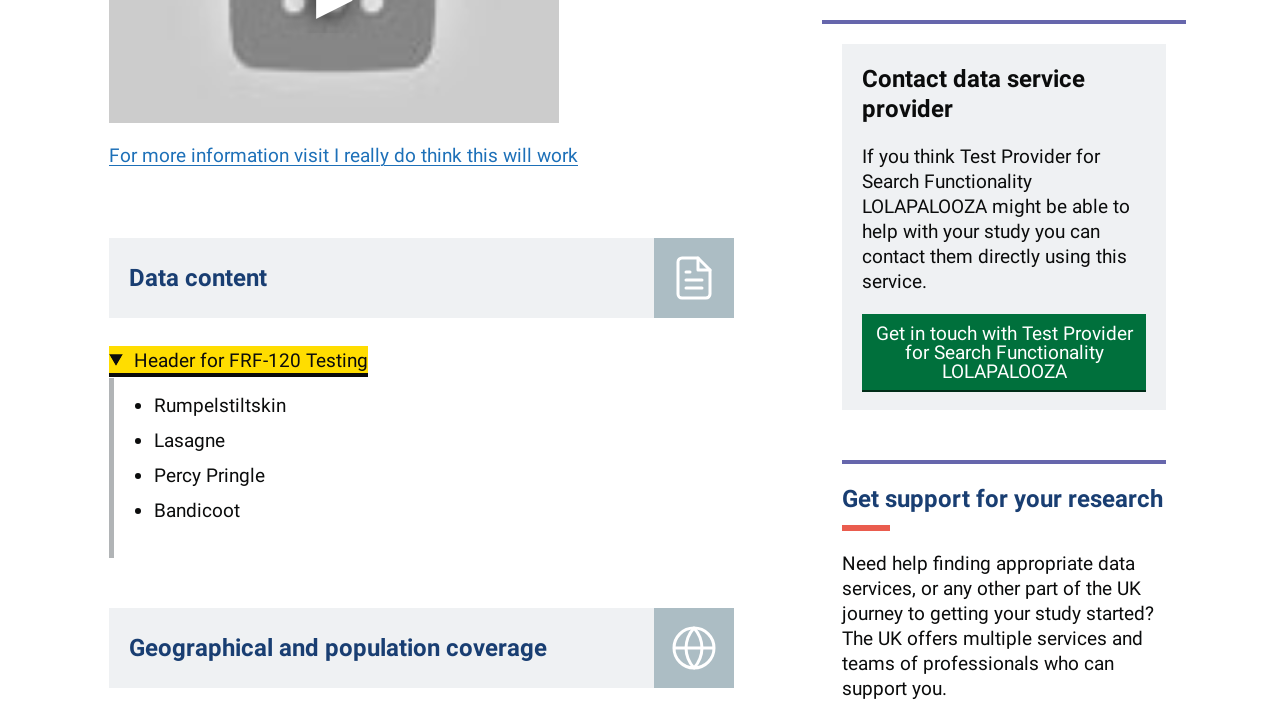 For more information visit I really do think this will work
Data content
Header for FRF-120 Testing
Rumpelstiltskin
Lasagne
Percy Pringle
Bandicoot
Geographical and population coverage
Contact data service
provider
If you think Test Provider for
Search Functionality
LOLAPALOOZA might be able to
help with your study you can
contact them directly using this
service.
Get in touch with Test Provider
for Search Functionality
LOLAPALOOZA
Get support for your research
Need help finding appropriate data
services, or any other part of the UK
journey to getting your study started?
The UK offers multiple services and
teams of professionals who can
support you.